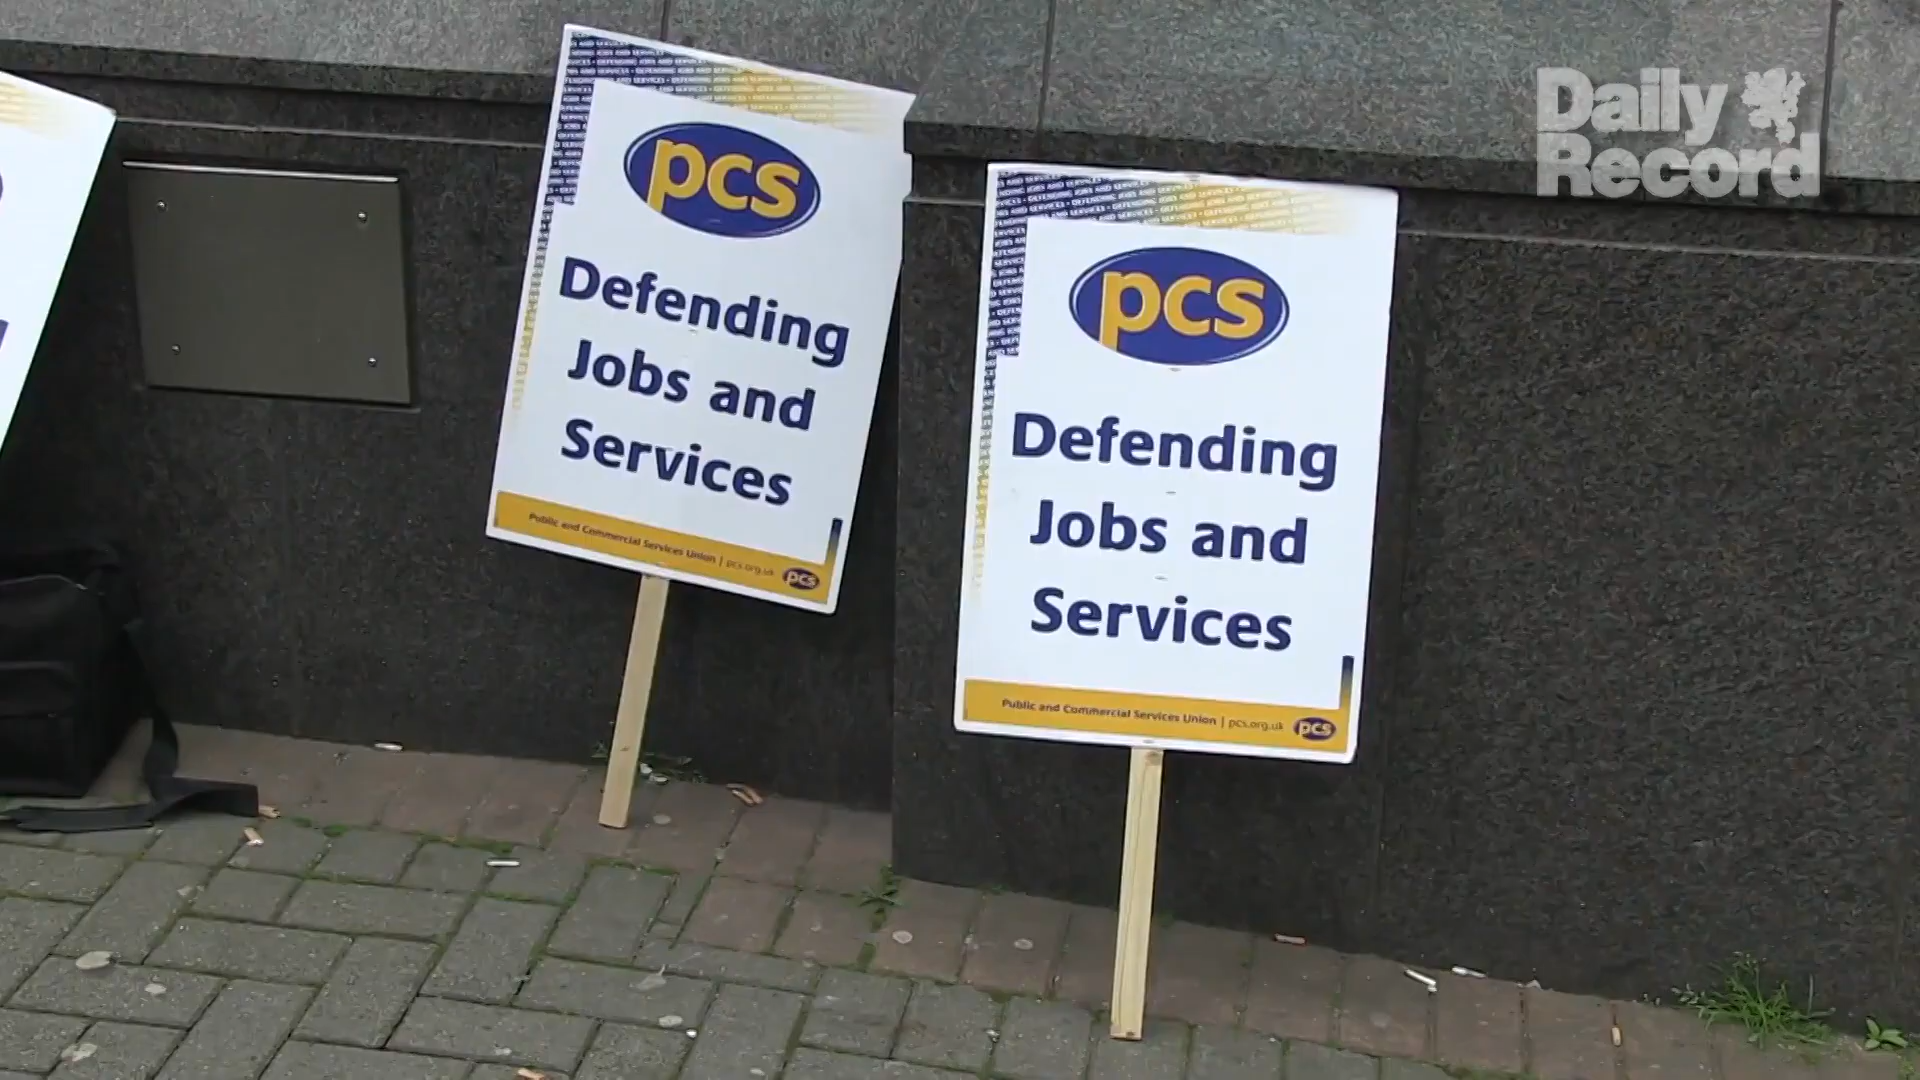 Daily
Record
pcs
Defending
Jobs and
Services
Public and Commercial Services Union | pcs.org.uk pcs
pcs
Defending
Jobs and
Services
Public and Commercial Services Union | pcs.org.uk pcs